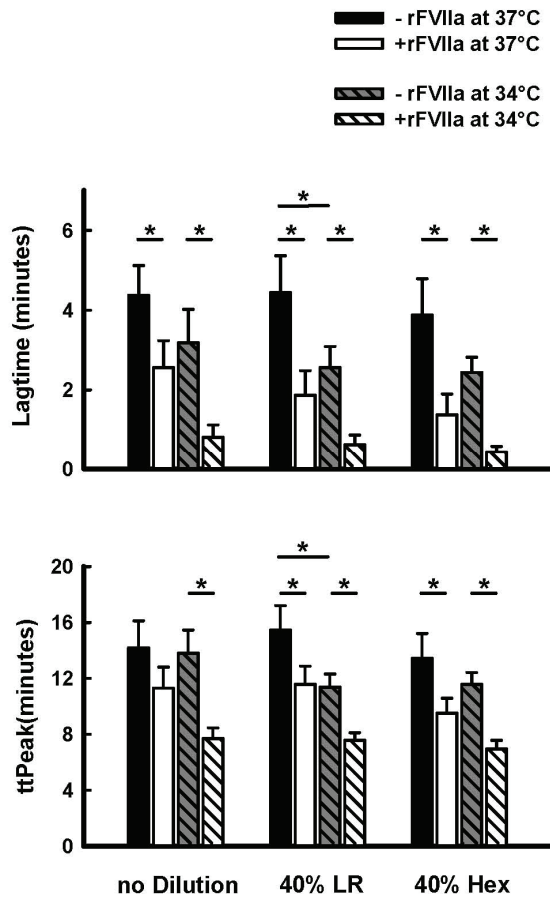 - rFVIIa at 37°C
+rFVIIa at 37°C
- rFVIIa at 34°C
+rFVIIa at 34°C
Lagtime (minutes)
6
4
2
0
* * * * * * *
ttPeak(minutes)
20
16
12
8
4
0
* * * * * *
no Dilution 40% LR 40% Hex